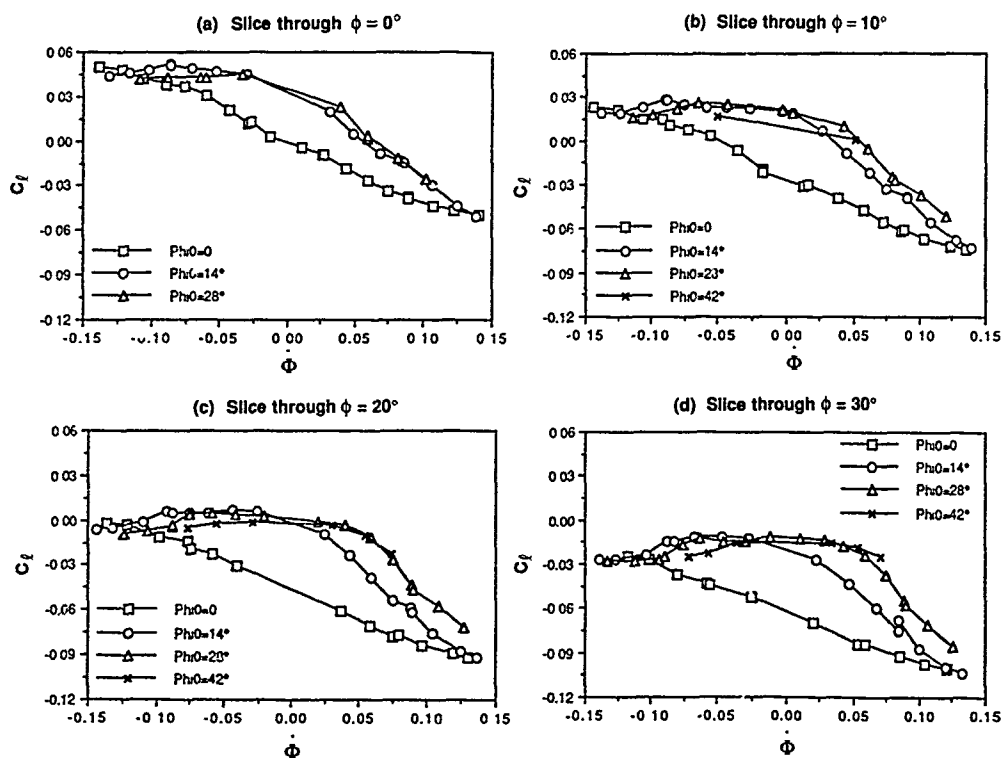 (a) Slice through ϕ = 0°
0.06
0.03
0.00
-0.03
-0.06
-0.09
-0.12
Cℓ
Phi0=0
Phi0=14°
Phi0=28°
-0.15 -0.10 -0.05 0.00 0.05 0.10 0.15
Φ̇
(b) Slice through ϕ = 10°
0.06
0.03
0.00
-0.03
-0.06
-0.09
-0.12
Cℓ
Phi0=0
Phi0=14°
Phi0=28°
Phi0=42°
-0.15 -0.10 -0.05 0.00 0.05 0.10 0.15
Φ̇
(c) Slice through ϕ = 20°
0.06
0.03
0.00
-0.03
-0.06
-0.09
-0.12
Cℓ
Phi0=0
Phi0=14°
Phi0=28°
Phi0=42°
-0.15 -0.10 -0.05 0.00 0.05 0.10 0.15
Φ̇
(d) Slice through ϕ = 30°
0.06
0.03
0.00
-0.03
-0.06
-0.09
-0.12
Cℓ
Phi0=0
Phi0=14°
Phi0=28°
Phi0=42°
-0.15 -0.10 -0.05 0.00 0.05 0.10 0.15
Φ̇